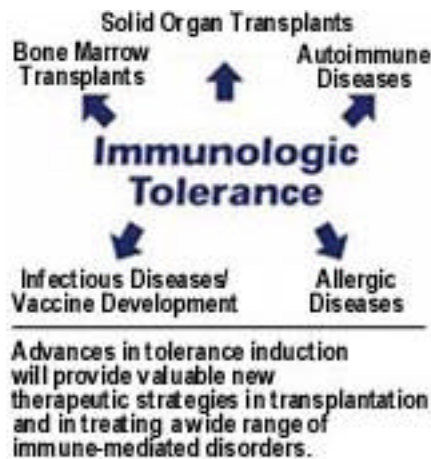 Solid Organ Transplants
Bone Marrow
Transplants
Autoimmune
Diseases
Immunologic
Tolerance
Infectious Diseases/
Vaccine Development
Allergic
Diseases
Advances in tolerance induction
will provide valuable new
therapeutic strategies in transplantation
and in treating a wide range of
immune-mediated disorders.